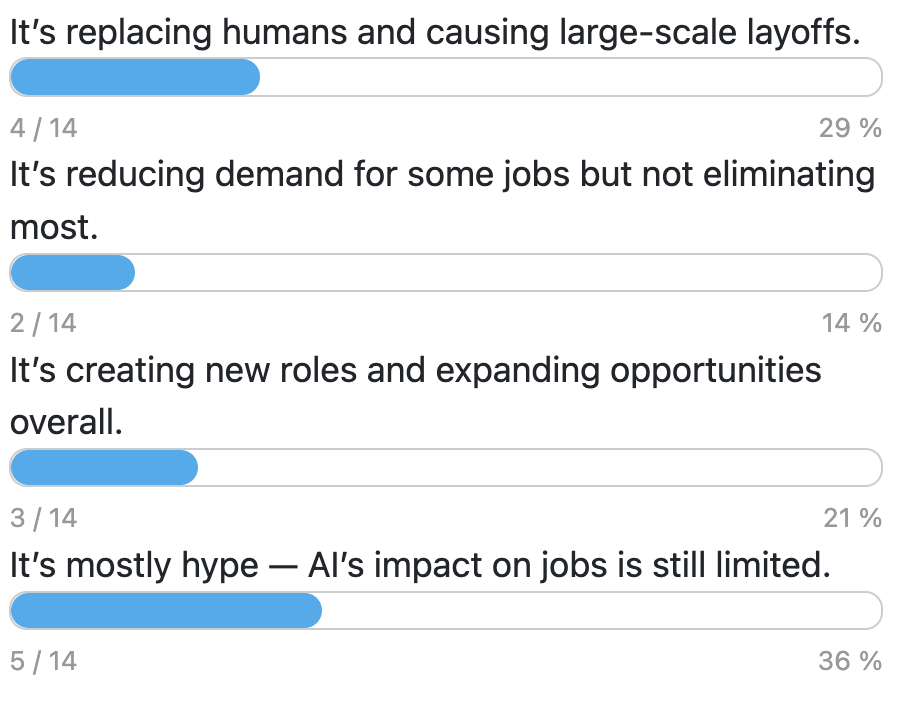 It’s replacing humans and causing large-scale layoffs.
4 / 14 29 %
It’s reducing demand for some jobs but not eliminating
most.
2 / 14 14 %
It’s creating new roles and expanding opportunities
overall.
3 / 14 21 %
It’s mostly hype — AI’s impact on jobs is still limited.
5 / 14 36 %